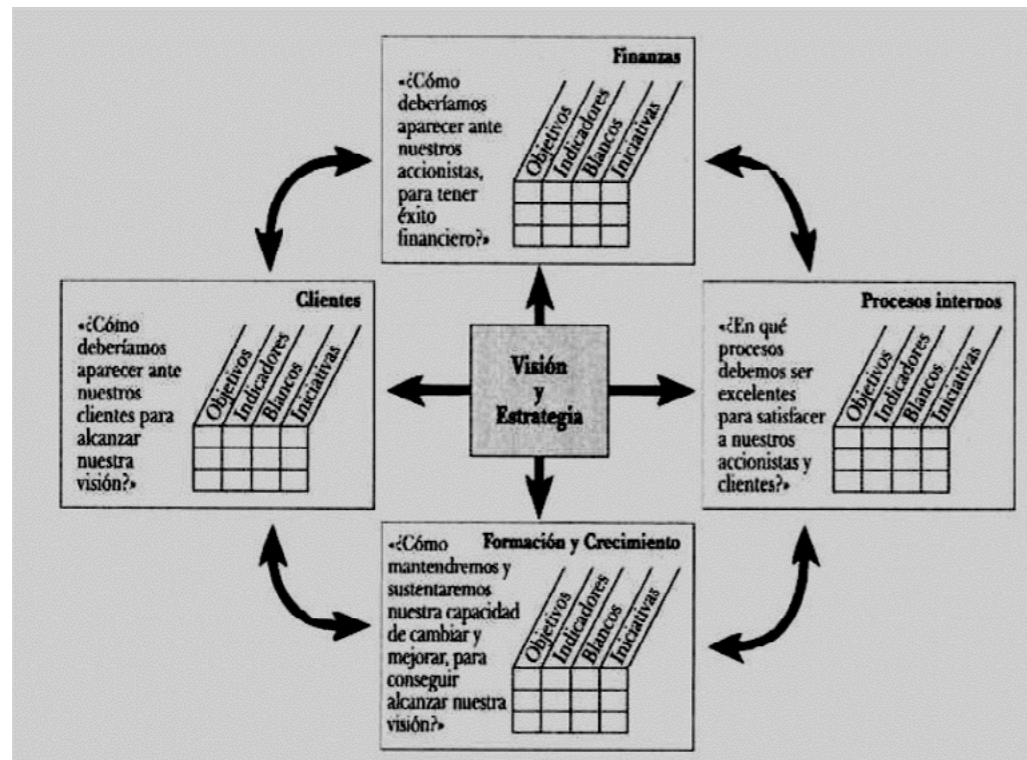 Finanzas
«¿Cómo
deberíamos
aparecer ante
nuestros
accionistas,
para tener
éxito
financiero?»
Objetivos
Indicadores
Blancos
Iniciativas
Clientes
«¿Cómo
deberíamos
aparecer ante
nuestros
clientes para
alcanzar
nuestra
visión?»
Objetivos
Indicadores
Blancos
Iniciativas
Visión
y
Estrategia
Procesos internos
«¿En qué
procesos
debemos ser
excelentes
para satisfacer
a nuestros
accionistas y
clientes?»
Objetivos
Indicadores
Blancos
Iniciativas
Formación y Crecimiento
«¿Cómo
mantendremos y
sustentaremos
nuestra capacidad
de cambiar y
mejorar, para
conseguir
alcanzar nuestra
visión?»
Objetivos
Indicadores
Blancos
Iniciativas